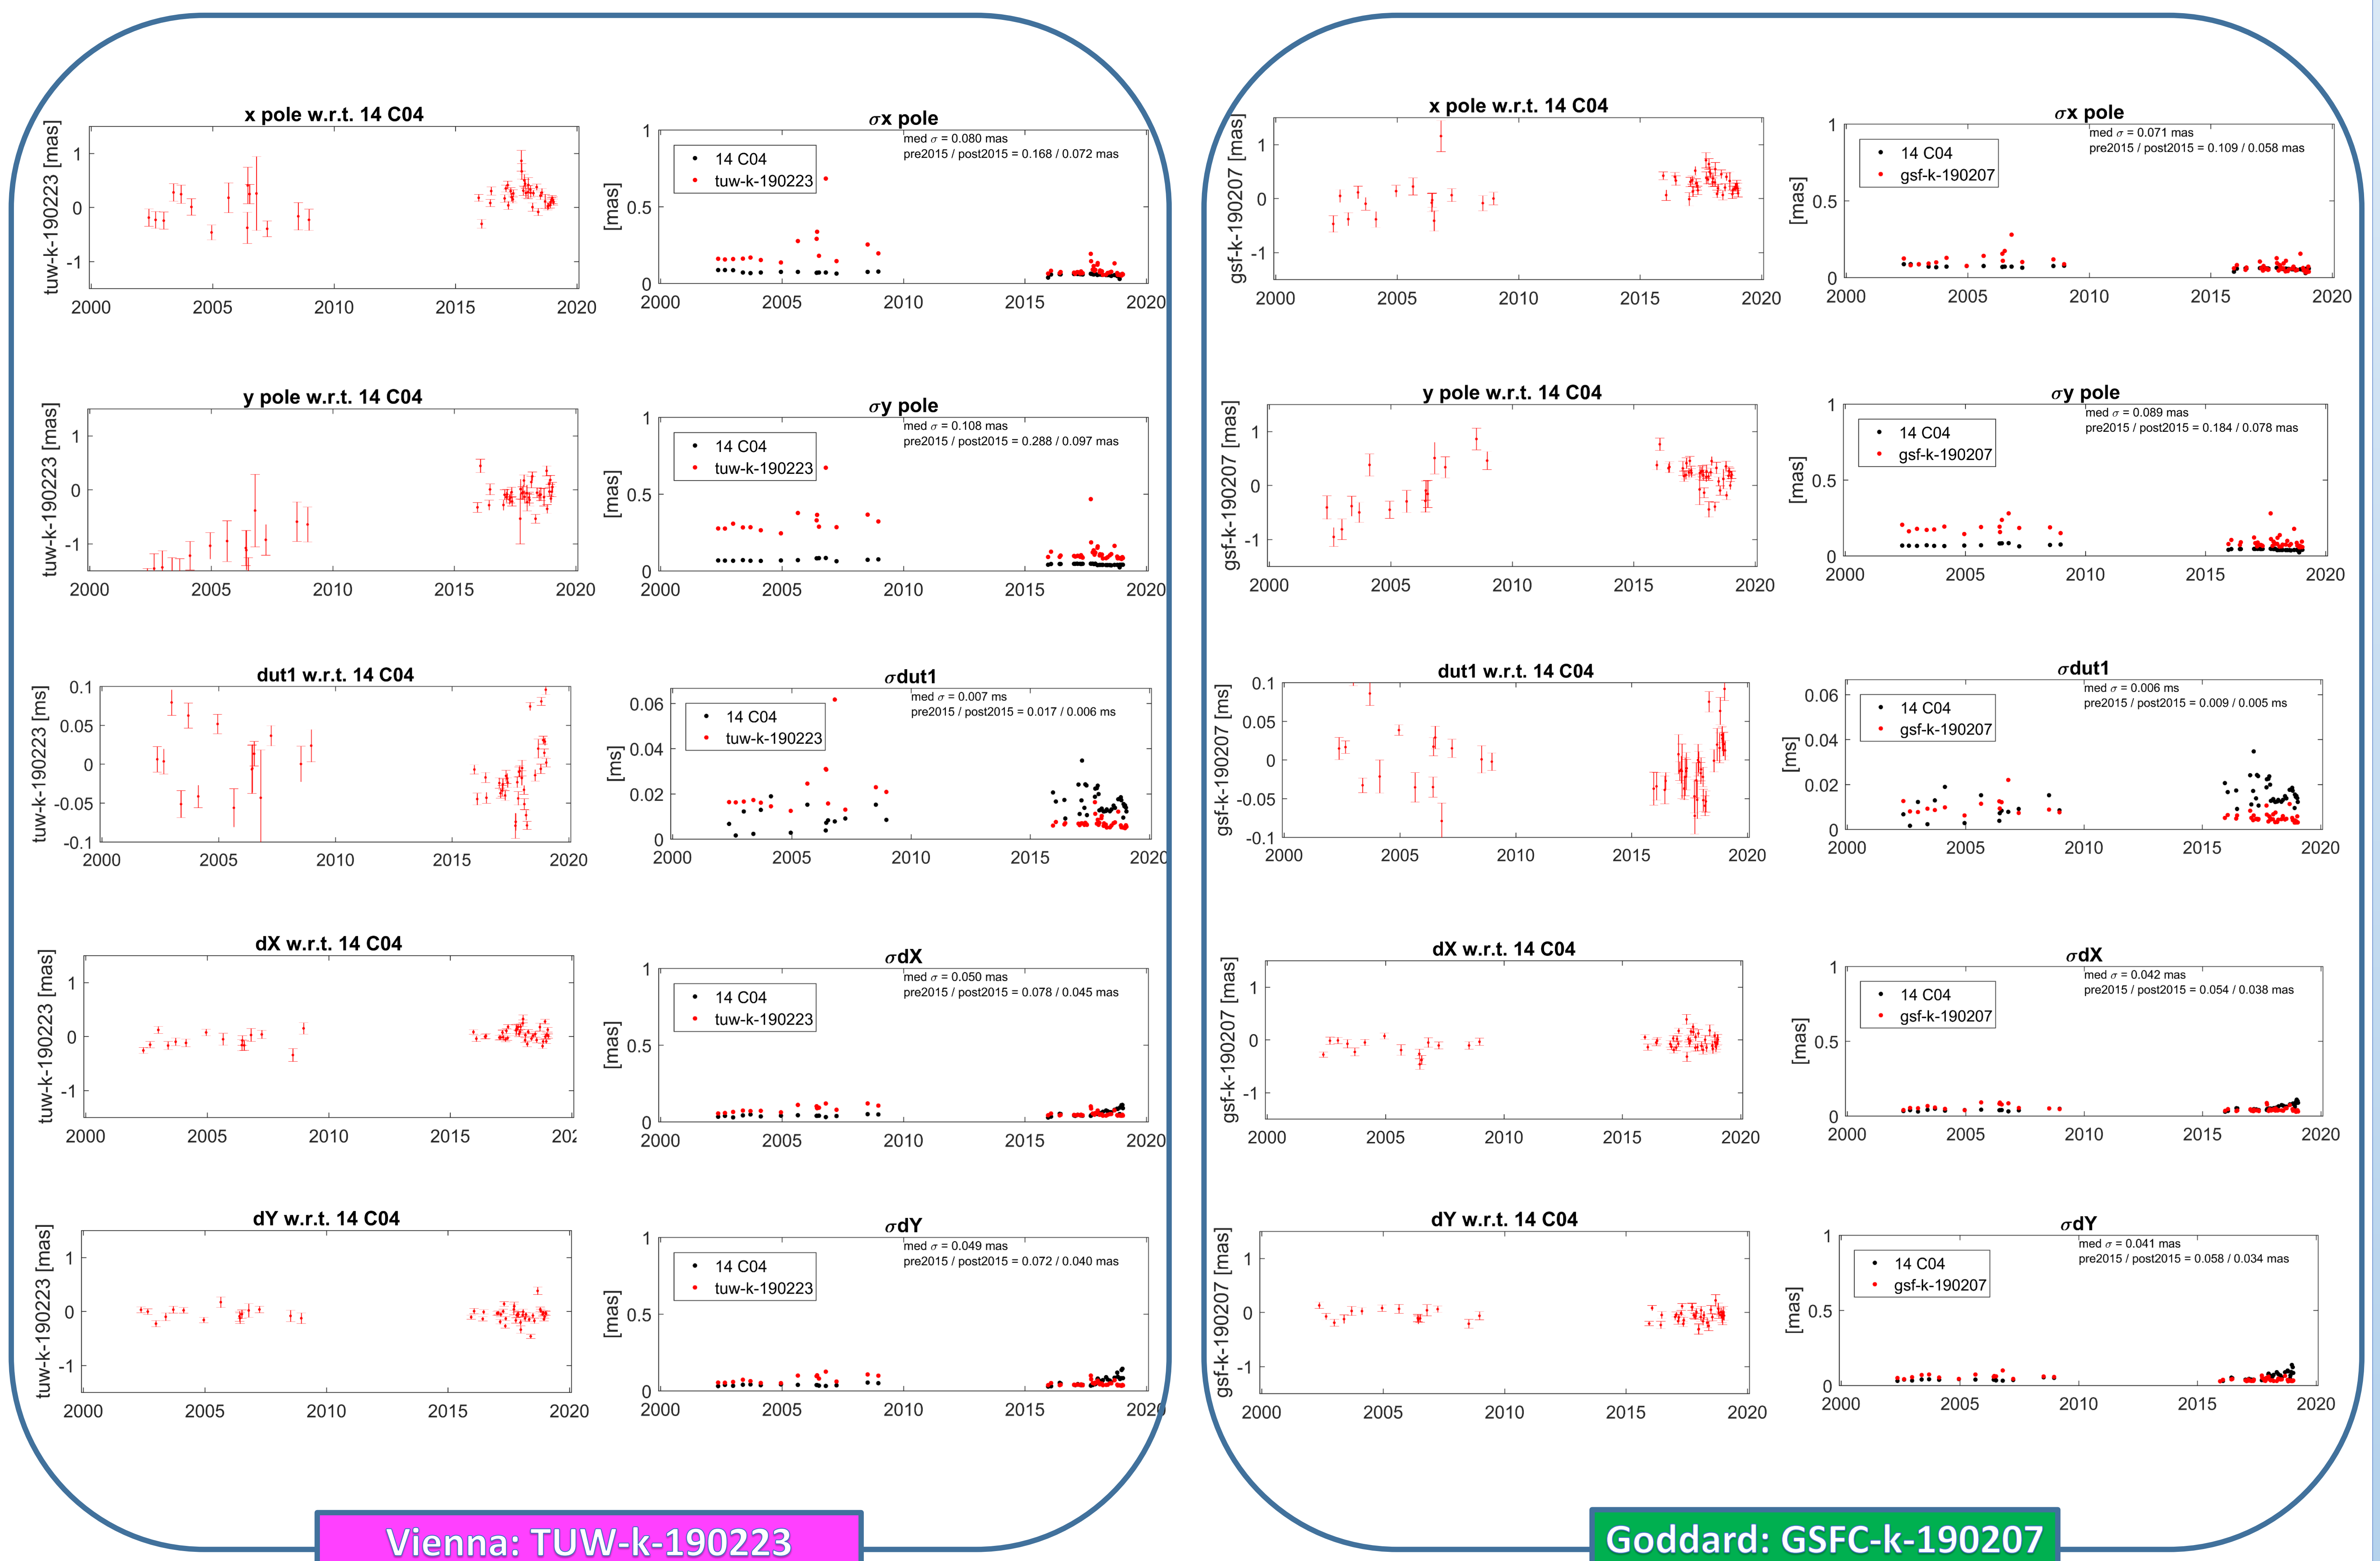 x pole w.r.t. 14 C04
tuw-k-190223 [mas]
1
0
-1
2000 2005 2010 2015 2020
σx pole
med σ = 0.080 mas
pre2015 / post2015 = 0.168 / 0.072 mas
14 C04
tuw-k-190223
[mas]
1
0.5
0
2000 2005 2010 2015 2020
y pole w.r.t. 14 C04
tuw-k-190223 [mas]
1
0
-1
2000 2005 2010 2015 2020
σy pole
med σ = 0.108 mas
pre2015 / post2015 = 0.288 / 0.097 mas
14 C04
tuw-k-190223
[mas]
1
0.5
0
2000 2005 2010 2015 2020
dut1 w.r.t. 14 C04
tuw-k-190223 [ms]
0.1
0.05
0
-0.05
-0.1
2000 2005 2010 2015 2020
σdut1
med σ = 0.007 ms
pre2015 / post2015 = 0.017 / 0.006 ms
14 C04
tuw-k-190223
[ms]
0.06
0.04
0.02
0
2000 2005 2010 2015 2020
dX w.r.t. 14 C04
tuw-k-190223 [mas]
1
0
-1
2000 2005 2010 2015 202
σdX
med σ = 0.050 mas
pre2015 / post2015 = 0.078 / 0.045 mas
14 C04
tuw-k-190223
[mas]
1
0.5
0
2000 2005 2010 2015 2020
dY w.r.t. 14 C04
tuw-k-190223 [mas]
1
0
-1
2000 2005 2010 2015 2020
σdY
med σ = 0.049 mas
pre2015 / post2015 = 0.072 / 0.040 mas
14 C04
tuw-k-190223
[mas]
1
0.5
0
2000 2005 2010 2015 2020
Vienna: TUW-k-190223
x pole w.r.t. 14 C04
gsf-k-190207 [mas]
1
0
-1
2000 2005 2010 2015 2020
σx pole
med σ = 0.071 mas
pre2015 / post2015 = 0.109 / 0.058 mas
14 C04
gsf-k-190207
[mas]
1
0.5
0
2000 2005 2010 2015 2020
y pole w.r.t. 14 C04
gsf-k-190207 [mas]
1
0
-1
2000 2005 2010 2015 2020
σy pole
med σ = 0.089 mas
pre2015 / post2015 = 0.184 / 0.078 mas
14 C04
gsf-k-190207
[mas]
1
0.5
0
2000 2005 2010 2015 2020
dut1 w.r.t. 14 C04
gsf-k-190207 [ms]
0.1
0.05
0
-0.05
-0.1
2000 2005 2010 2015 2020
σdut1
med σ = 0.006 ms
pre2015 / post2015 = 0.009 / 0.005 ms
14 C04
gsf-k-190207
[ms]
0.06
0.04
0.02
0
2000 2005 2010 2015 2020
dX w.r.t. 14 C04
gsf-k-190207 [mas]
1
0
-1
2000 2005 2010 2015 2020
σdX
med σ = 0.042 mas
pre2015 / post2015 = 0.054 / 0.038 mas
14 C04
gsf-k-190207
[mas]
1
0.5
0
2000 2005 2010 2015 2020
dY w.r.t. 14 C04
gsf-k-190207 [mas]
1
0
-1
2000 2005 2010 2015 2020
σdY
med σ = 0.041 mas
pre2015 / post2015 = 0.058 / 0.034 mas
14 C04
gsf-k-190207
[mas]
1
0.5
0
2000 2005 2010 2015 2020
Goddard: GSFC-k-190207